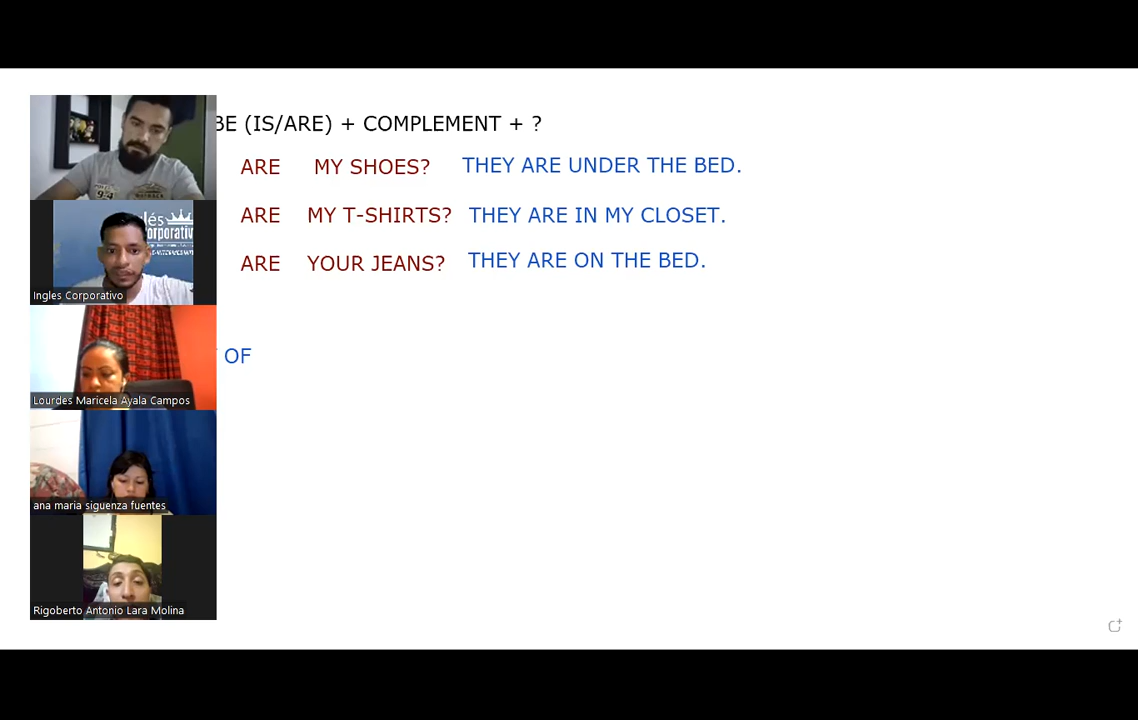 BE (IS/ARE) + COMPLEMENT + ?
ARE MY SHOES? THEY ARE UNDER THE BED.
ARE MY T-SHIRTS? THEY ARE IN MY CLOSET.
ARE YOUR JEANS? THEY ARE ON THE BED.
OF
Ingles Corporativo
Lourdes Maricela Ayala Campos
ana maria siguenza fuentes
Rigoberto Antonio Lara Molina